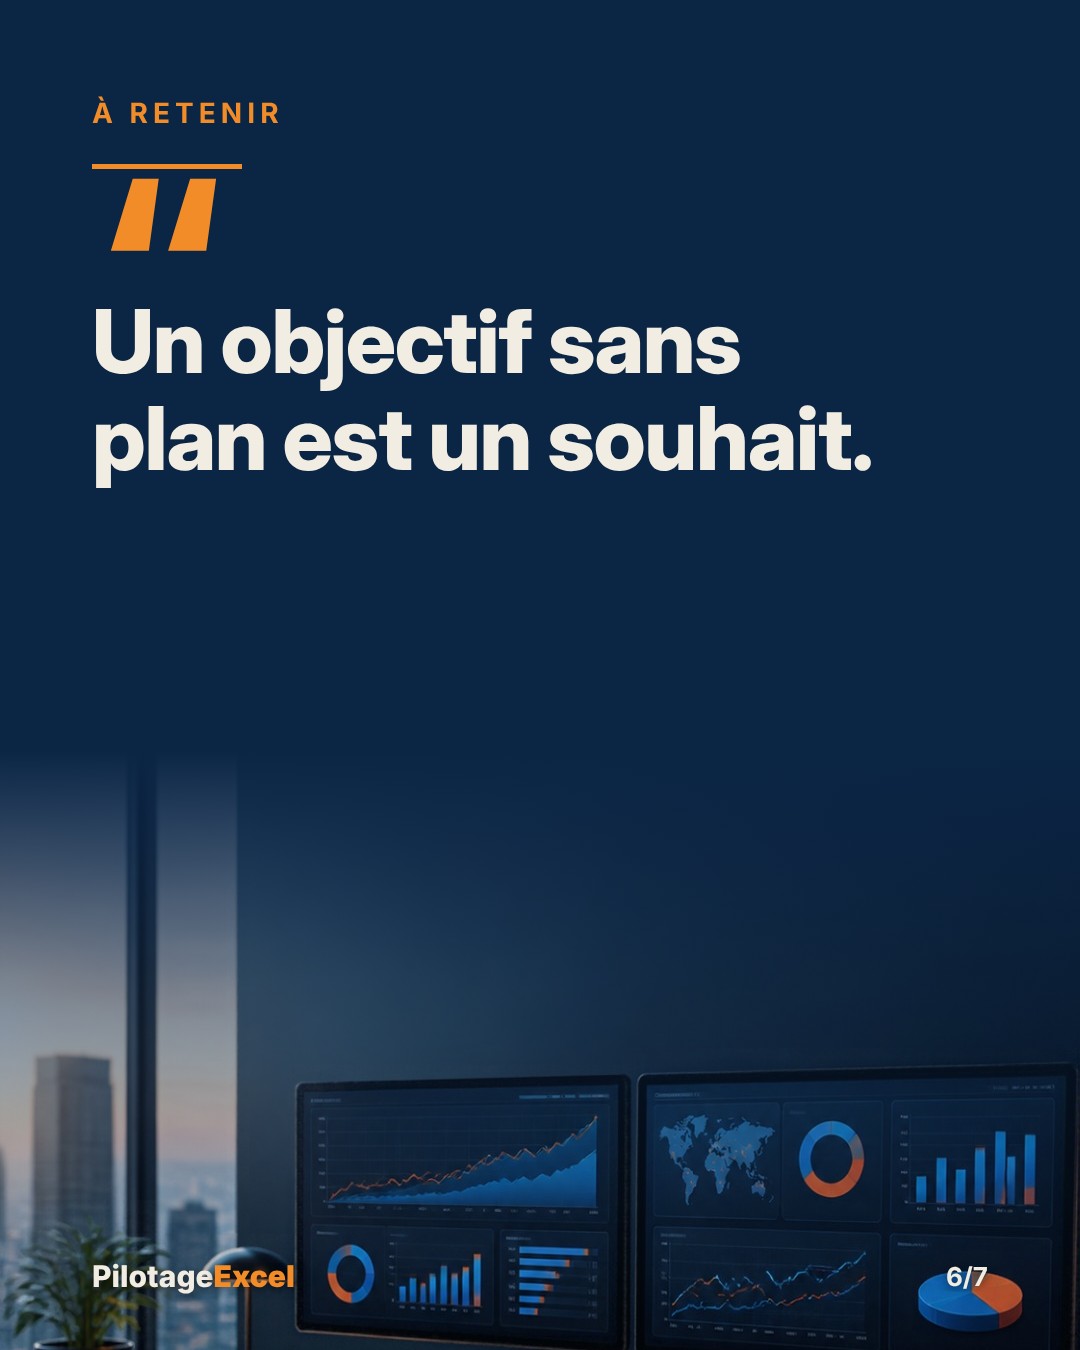 À RETENIR
"
Un objectif sans
plan est un souhait.
PilotageExcel
6/7